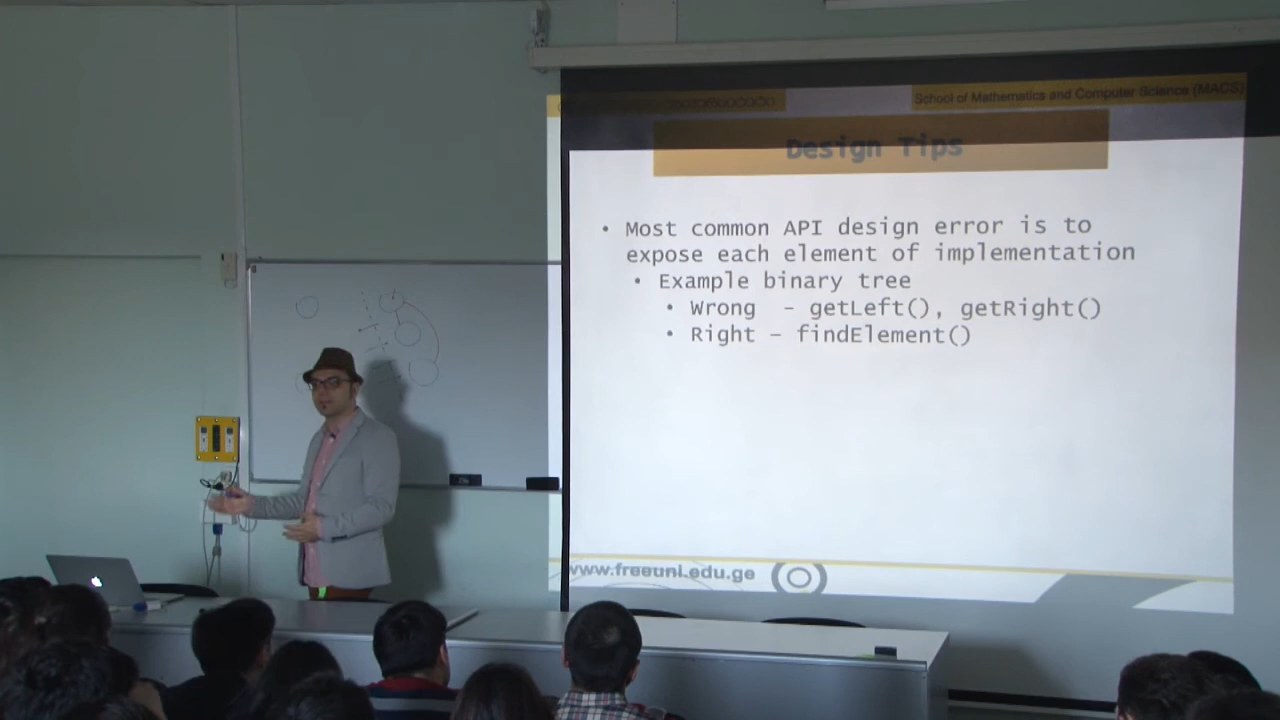 School of Mathematics and Computer Science (MACS)
Design Tips
• Most common API design error is to
expose each element of implementation
• Example binary tree
• Wrong – getLeft(), getRight()
• Right – findElement()
www.freeuni.edu.ge